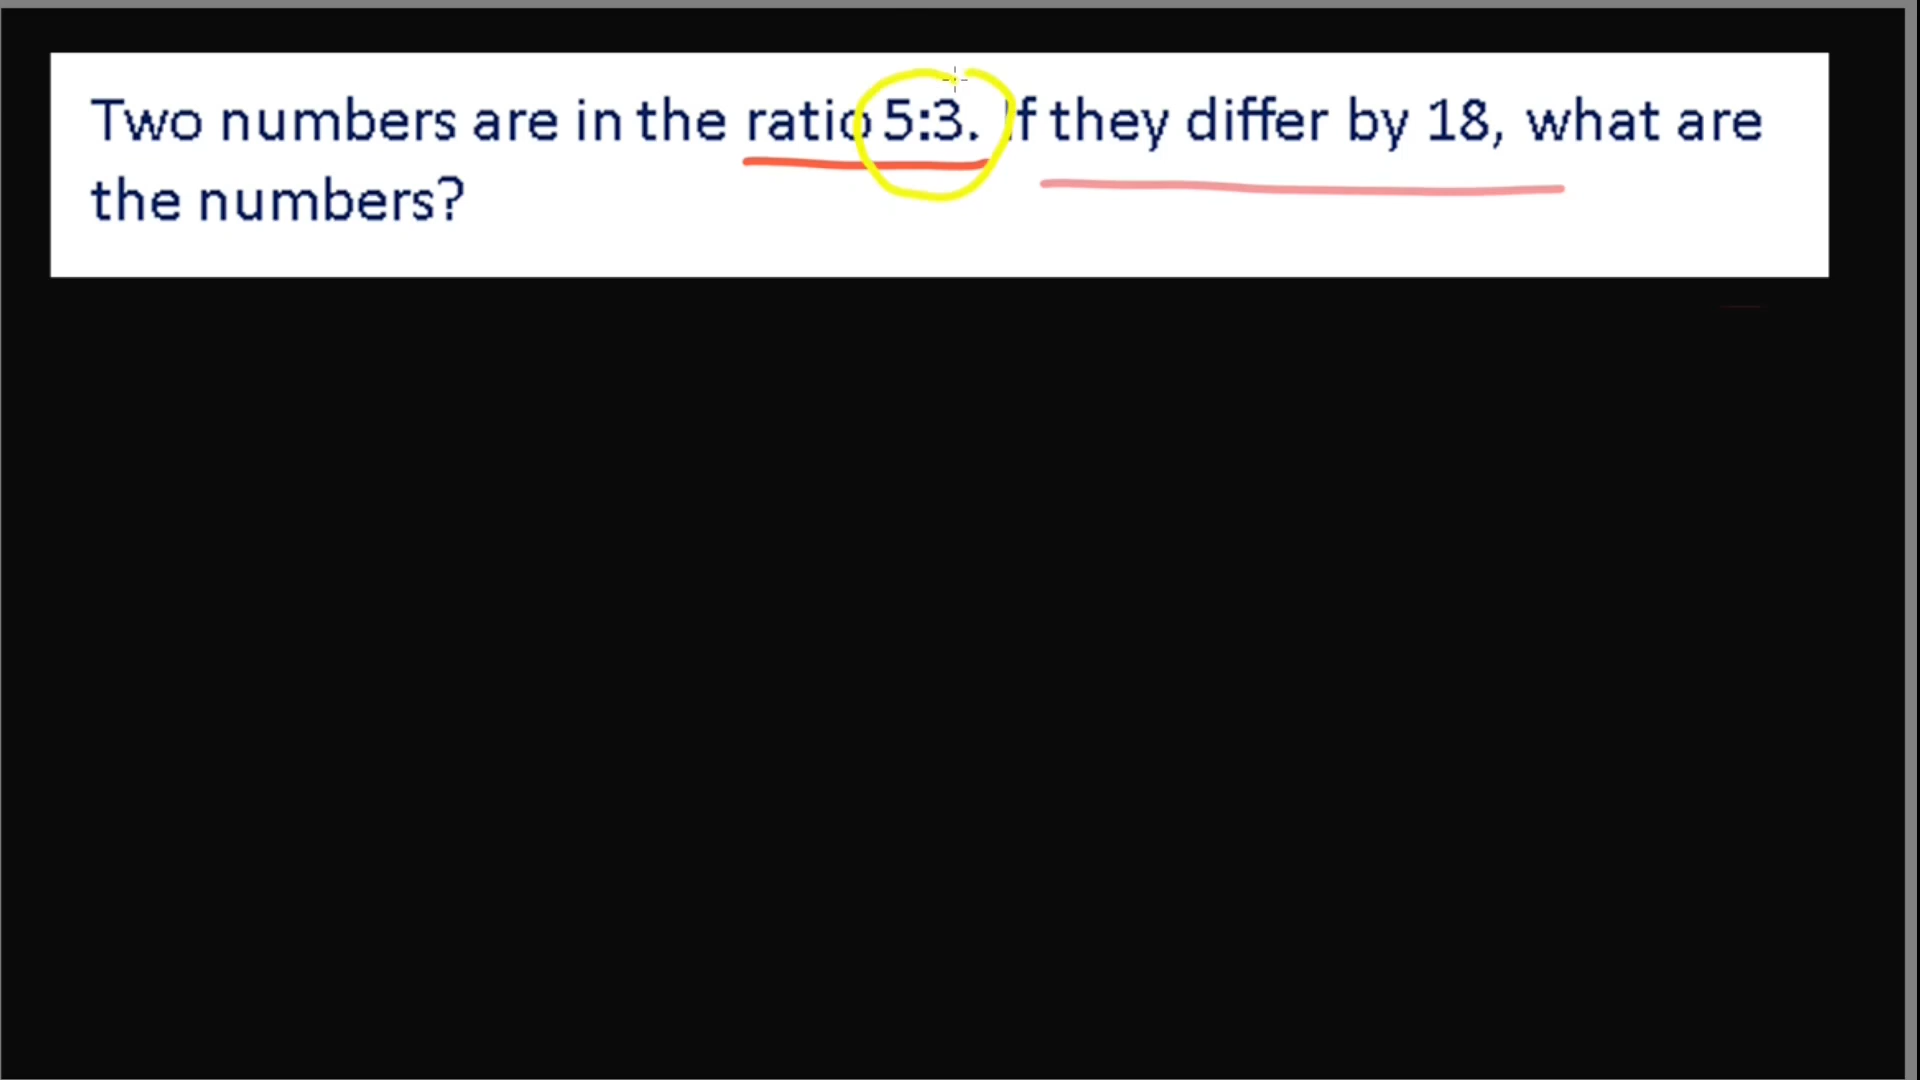 Two numbers are in the ratio 5:3. If they differ by 18, what are
the numbers?